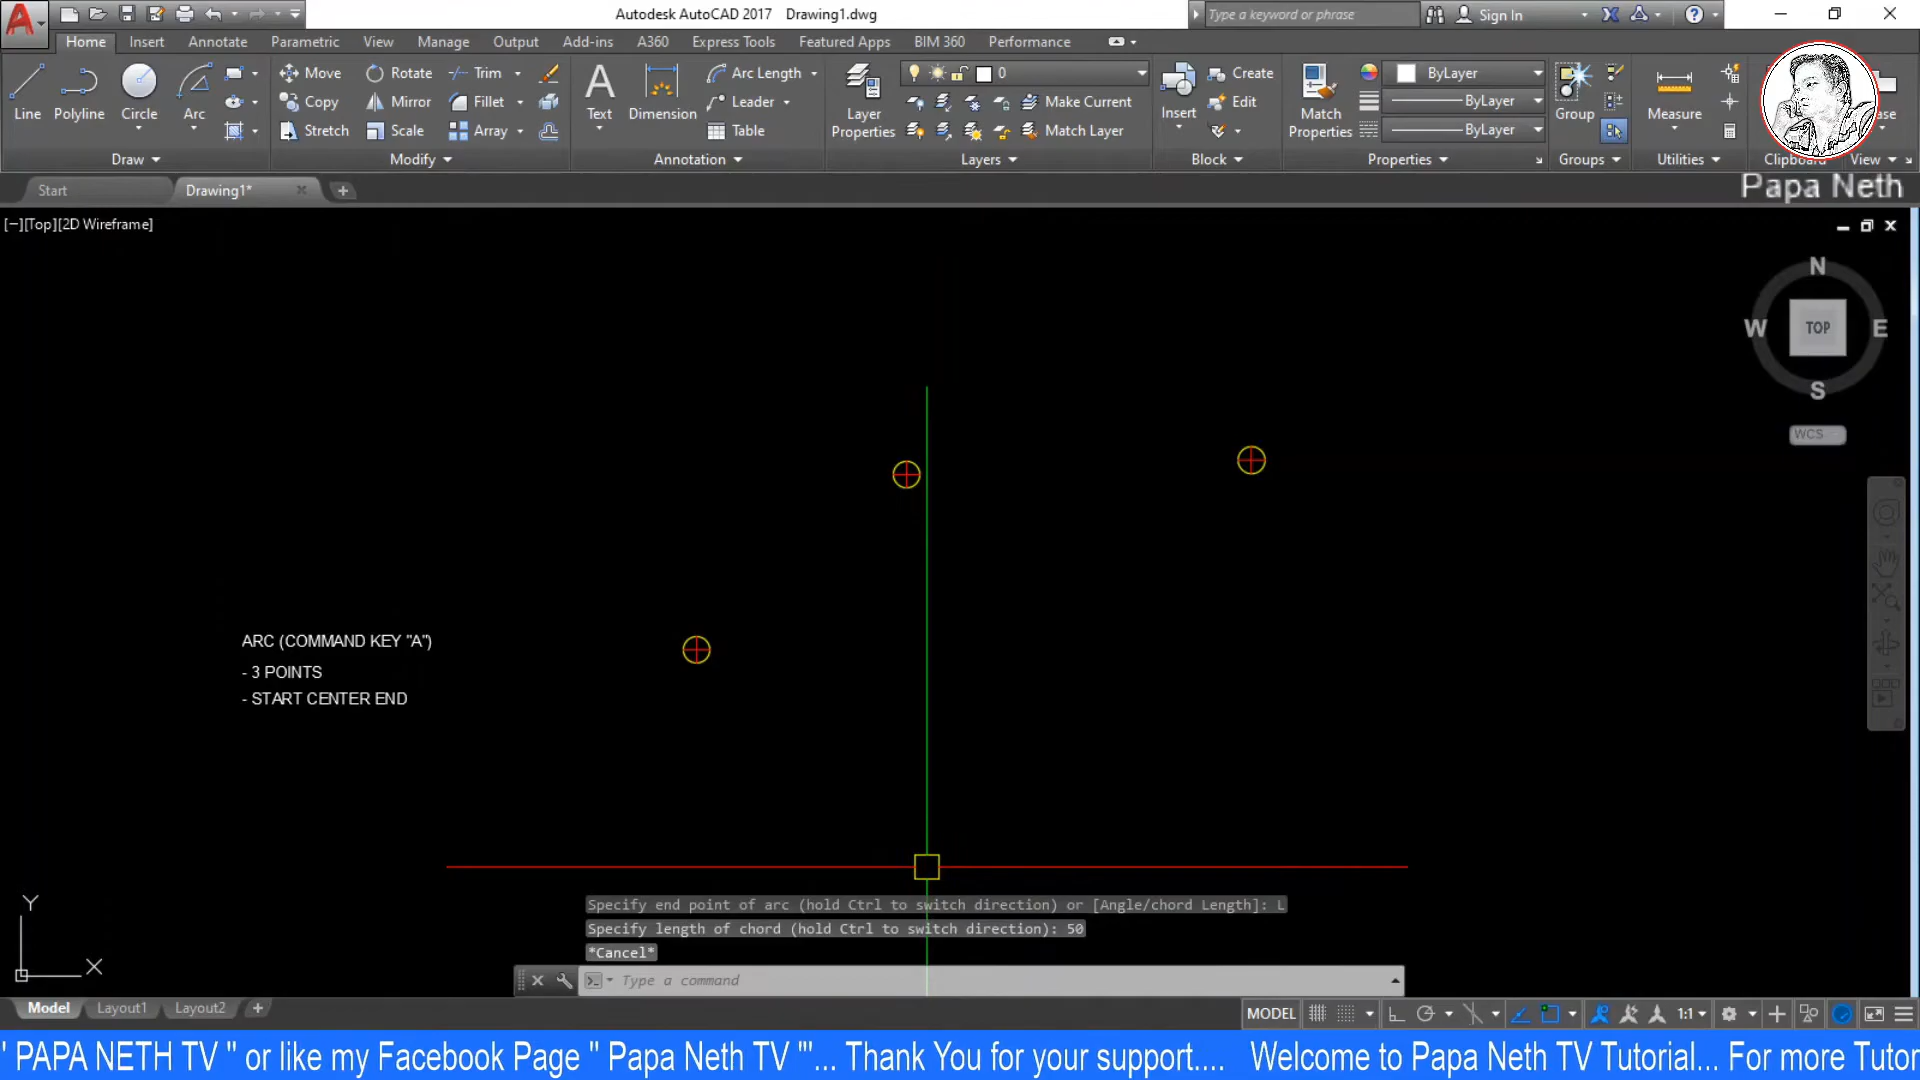 Autodesk AutoCAD 2017 Drawing1.dwg
Type a keyword or phrase
Sign In
Home Insert Annotate Parametric View Manage Output Add-ins A360 Express Tools Featured Apps BIM 360 Performance
Line Polyline Circle Arc
Move Rotate Trim
Copy Mirror Fillet
Stretch Scale Array
Text Dimension
Arc Length
Leader
Table
Layer Properties
0
Make Current
Match Layer
Insert
Create
Edit
Match Properties
ByLayer
ByLayer
ByLayer
Group
Measure
Draw Modify Annotation Layers Block Properties Groups Utilities Clipboard View
Start Drawing1*
Papa Neth
[−][Top][2D Wireframe]
N
W TOP E
S
WCS
ARC (COMMAND KEY "A")
- 3 POINTS
- START CENTER END
Specify end point of arc (hold Ctrl to switch direction) or [Angle/chord Length]: L
Specify length of chord (hold Ctrl to switch direction): 50
*Cancel*
Type a command
Y
X
Model Layout1 Layout2
MODEL 1:1
' PAPA NETH TV " or like my Facebook Page " Papa Neth TV "'... Thank You for your support.... Welcome to Papa Neth TV Tutorial... For more Tutor